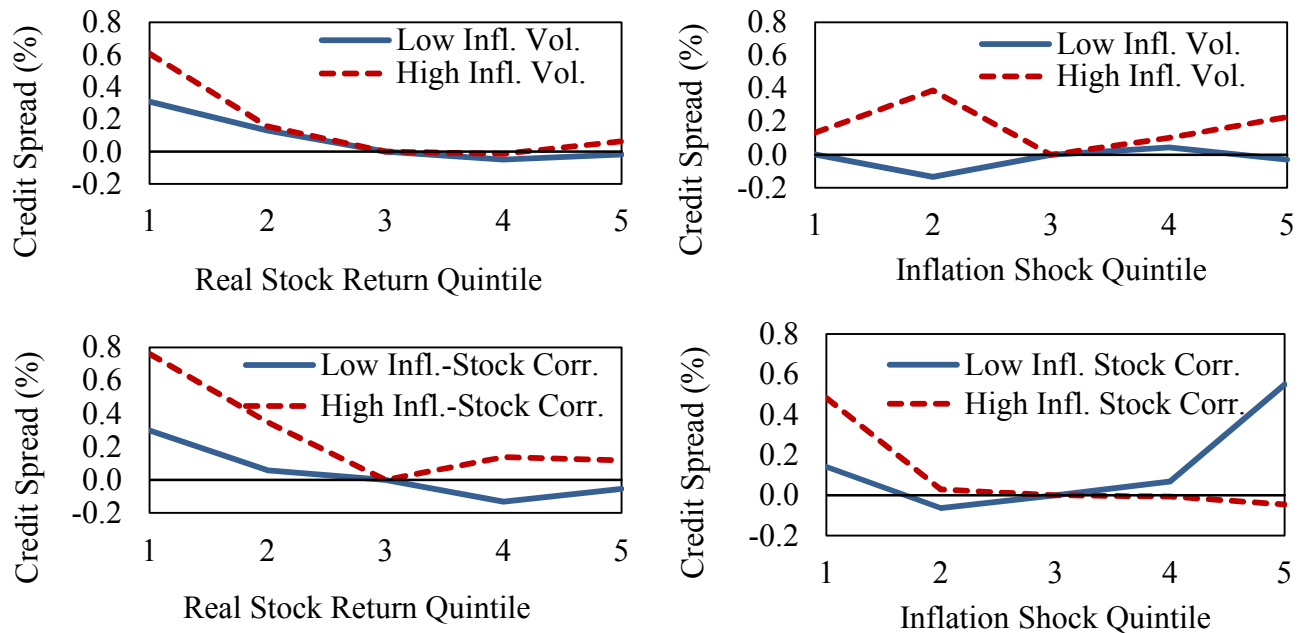 Credit Spread (%)
0.8
0.6
0.4
0.2
0.0
-0.2
Low Infl. Vol.
High Infl. Vol.
1 2 3 4 5
Real Stock Return Quintile
Credit Spread (%)
0.8
0.6
0.4
0.2
0.0
-0.2
Low Infl. Vol.
High Infl. Vol.
1 2 3 4 5
Inflation Shock Quintile
Credit Spread (%)
0.8
0.6
0.4
0.2
0.0
-0.2
Low Infl.-Stock Corr.
High Infl.-Stock Corr.
1 2 3 4 5
Real Stock Return Quintile
Credit Spread (%)
0.8
0.6
0.4
0.2
0.0
-0.2
Low Infl. Stock Corr.
High Infl. Stock Corr.
1 2 3 4 5
Inflation Shock Quintile